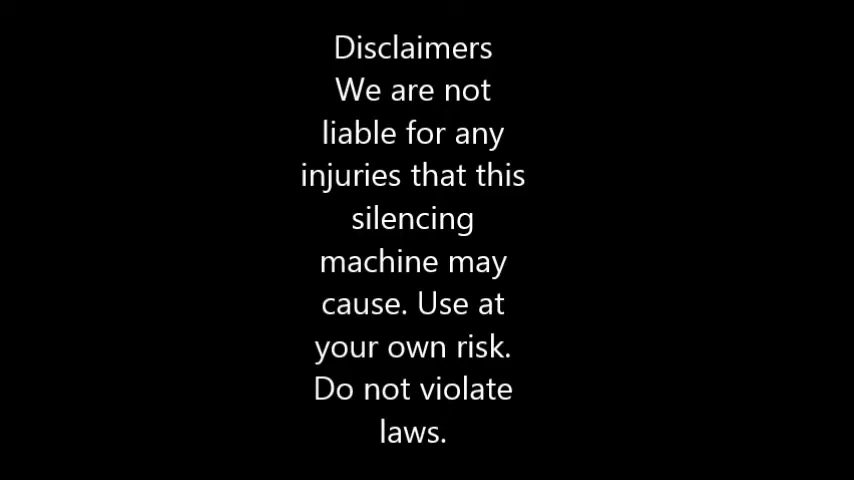 Disclaimers
We are not
liable for any
injuries that this
silencing
machine may
cause. Use at
your own risk.
Do not violate
laws.